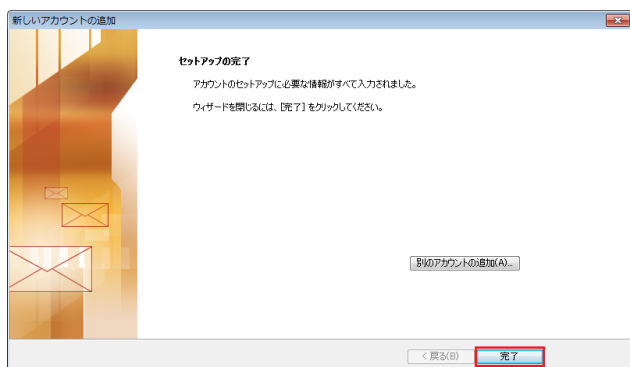 新しいアカウントの追加
セットアップの完了
アカウントのセットアップに必要な情報がすべて入力されました。
ウィザードを閉じるには、[完了] をクリックしてください。
別のアカウントの追加(A)...
< 戻る(B)
完了